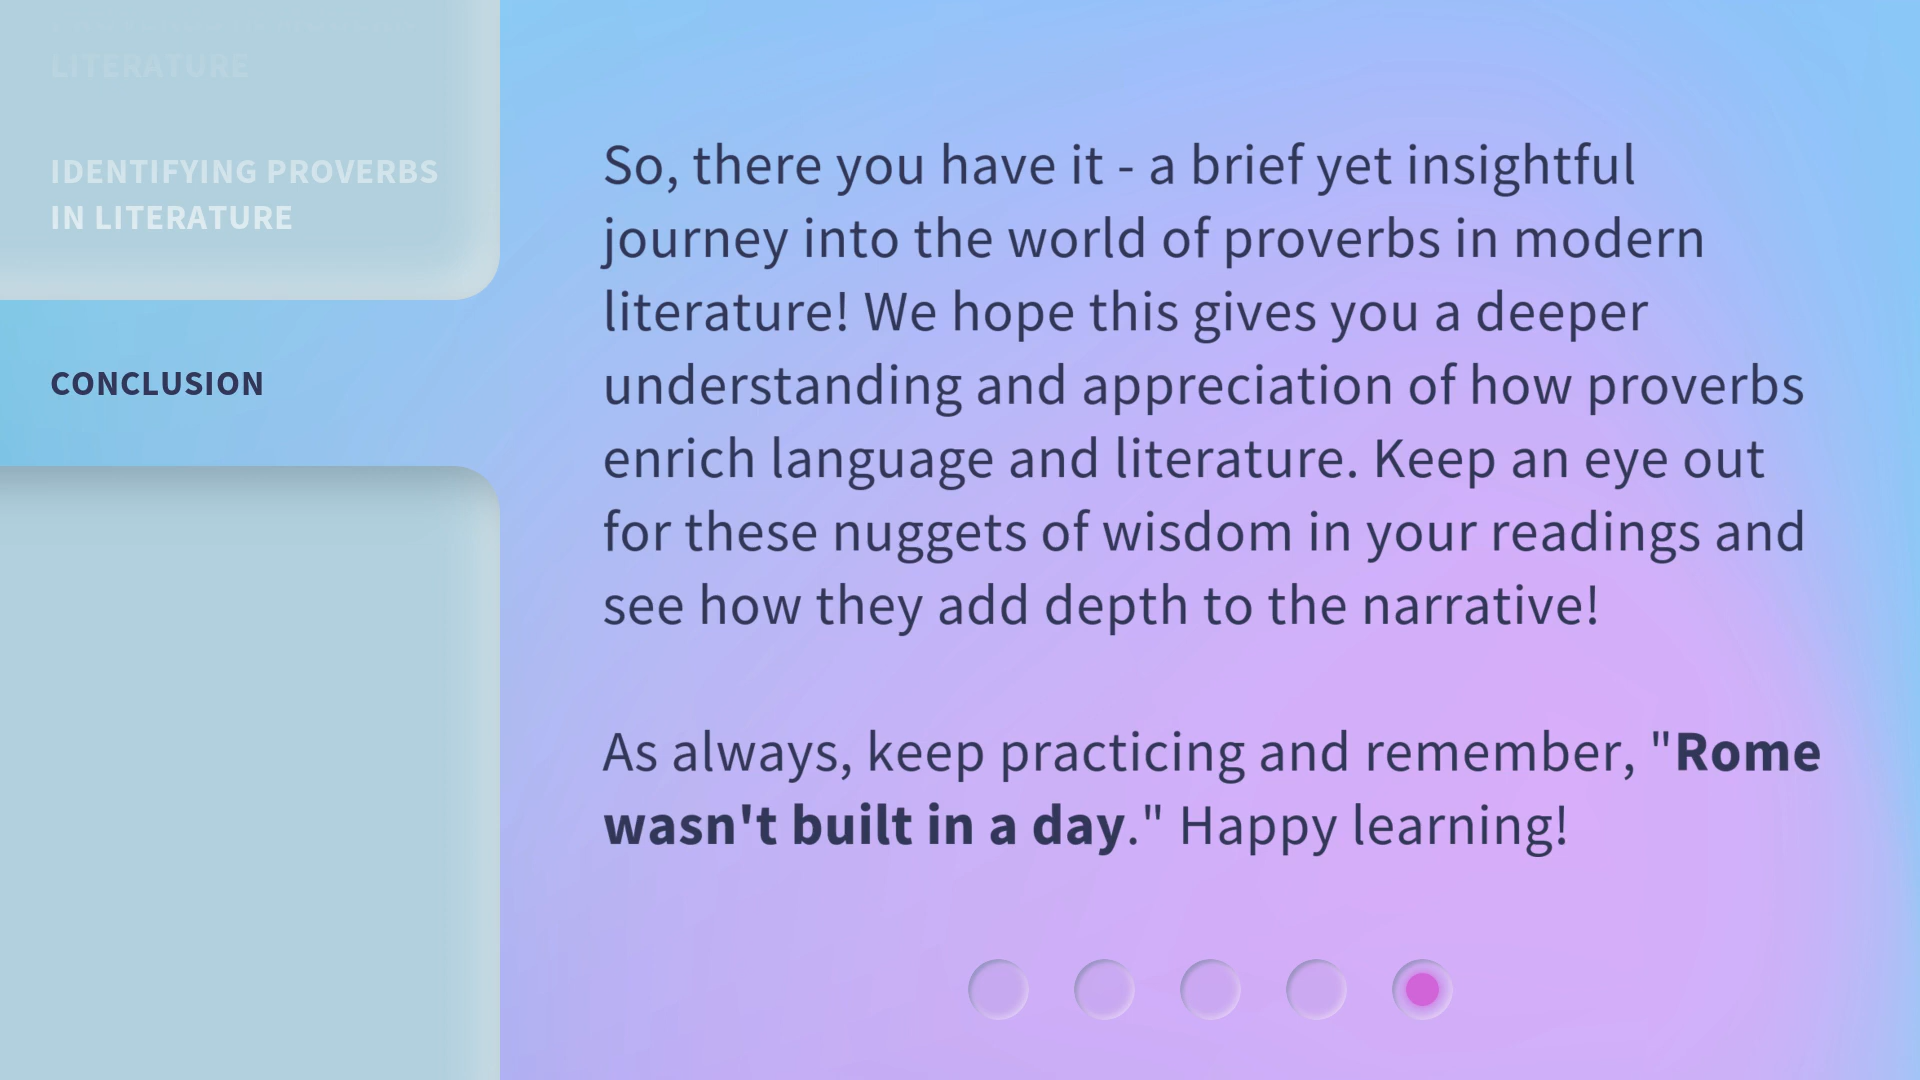 LITERATURE
IDENTIFYING PROVERBS
IN LITERATURE
CONCLUSION
So, there you have it - a brief yet insightful
journey into the world of proverbs in modern
literature! We hope this gives you a deeper
understanding and appreciation of how proverbs
enrich language and literature. Keep an eye out
for these nuggets of wisdom in your readings and
see how they add depth to the narrative!
As always, keep practicing and remember, "Rome
wasn't built in a day." Happy learning!